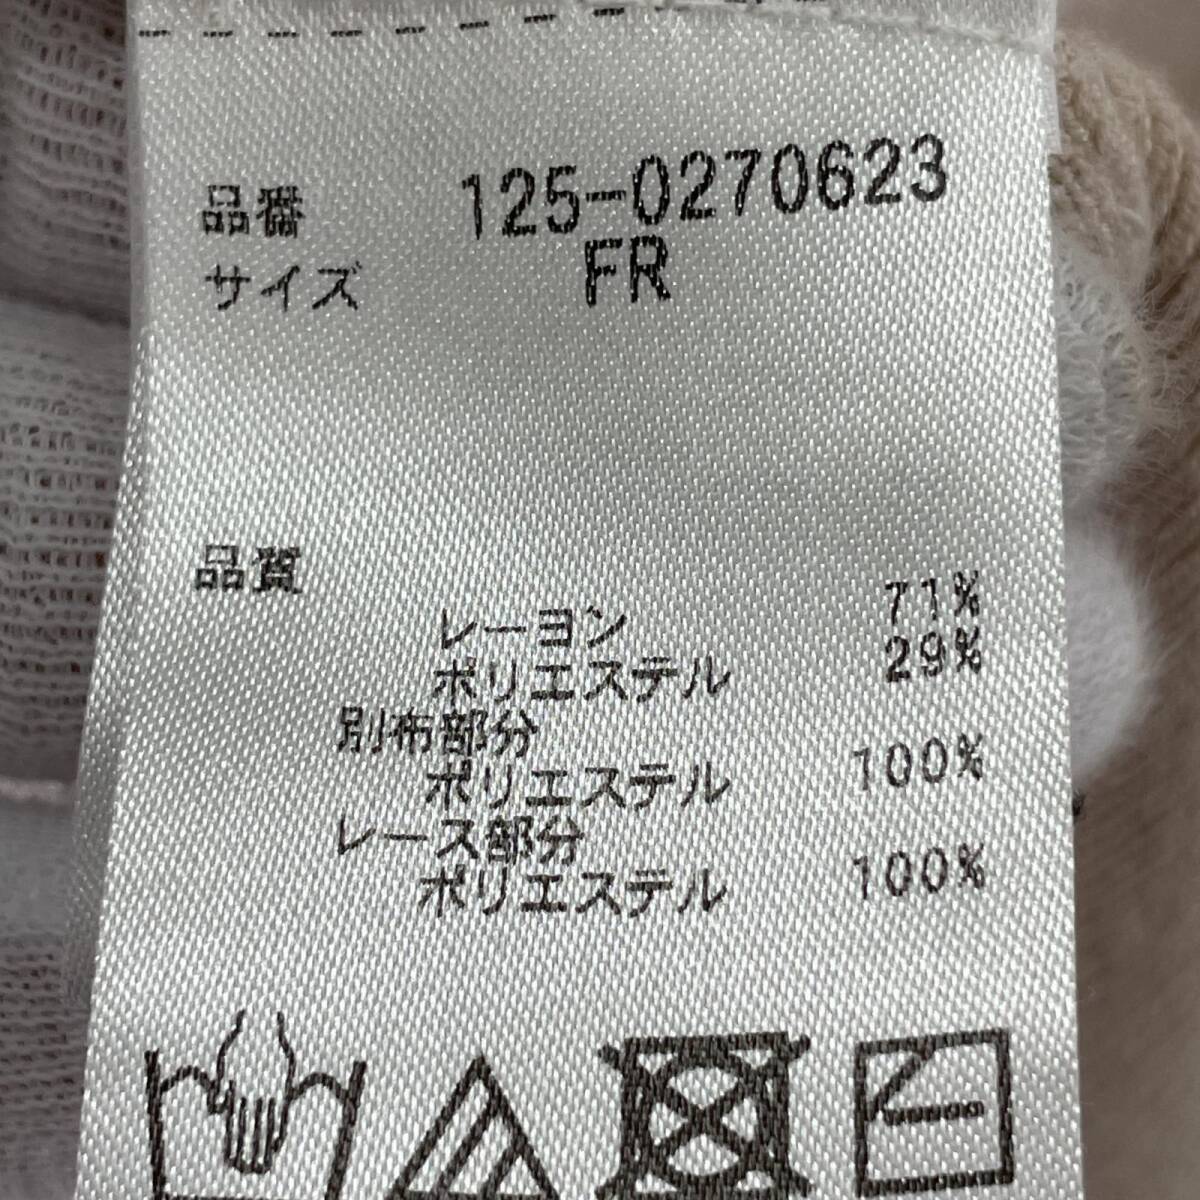 品番 125-0270623
サイズ FR
品質
レーヨン 71%
ポリエステル 29%
別布部分
ポリエステル 100%
レース部分
ポリエステル 100%